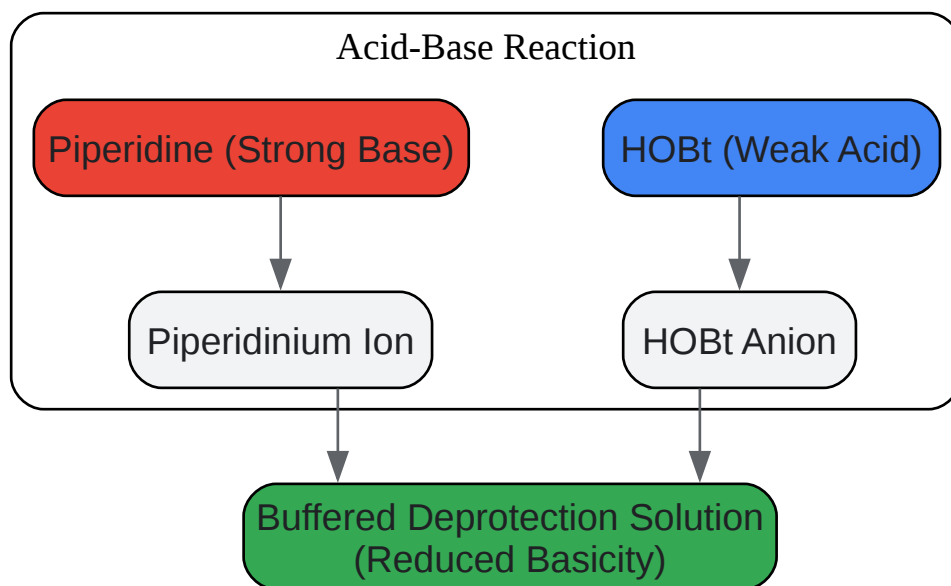 Acid-Base Reaction
Piperidine (Strong Base)
HOBt (Weak Acid)
Piperidinium Ion
HOBt Anion
Buffered Deprotection Solution
(Reduced Basicity)